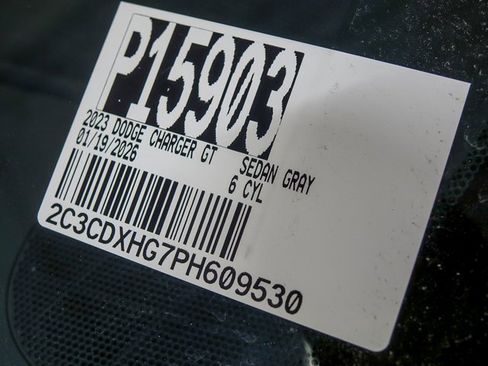 P15903
2023 DODGE CHARGER GT SEDAN GRAY
01/19/2026 6 CYL
2C3CDXHG7PH609530